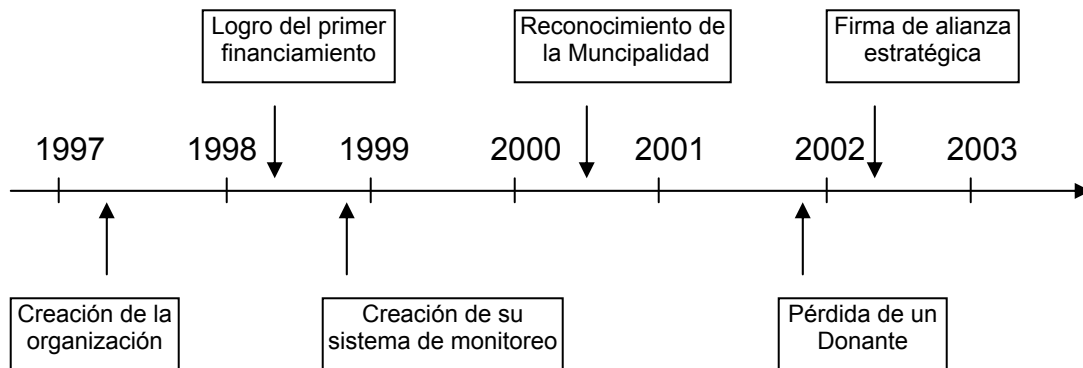 Logro del primer
financiamiento
Reconocimiento de
la Muncipalidad
Firma de alianza
estratégica
1997
1998
1999
2000
2001
2002
2003
Creación de la
organización
Creación de su
sistema de monitoreo
Pérdida de un
Donante